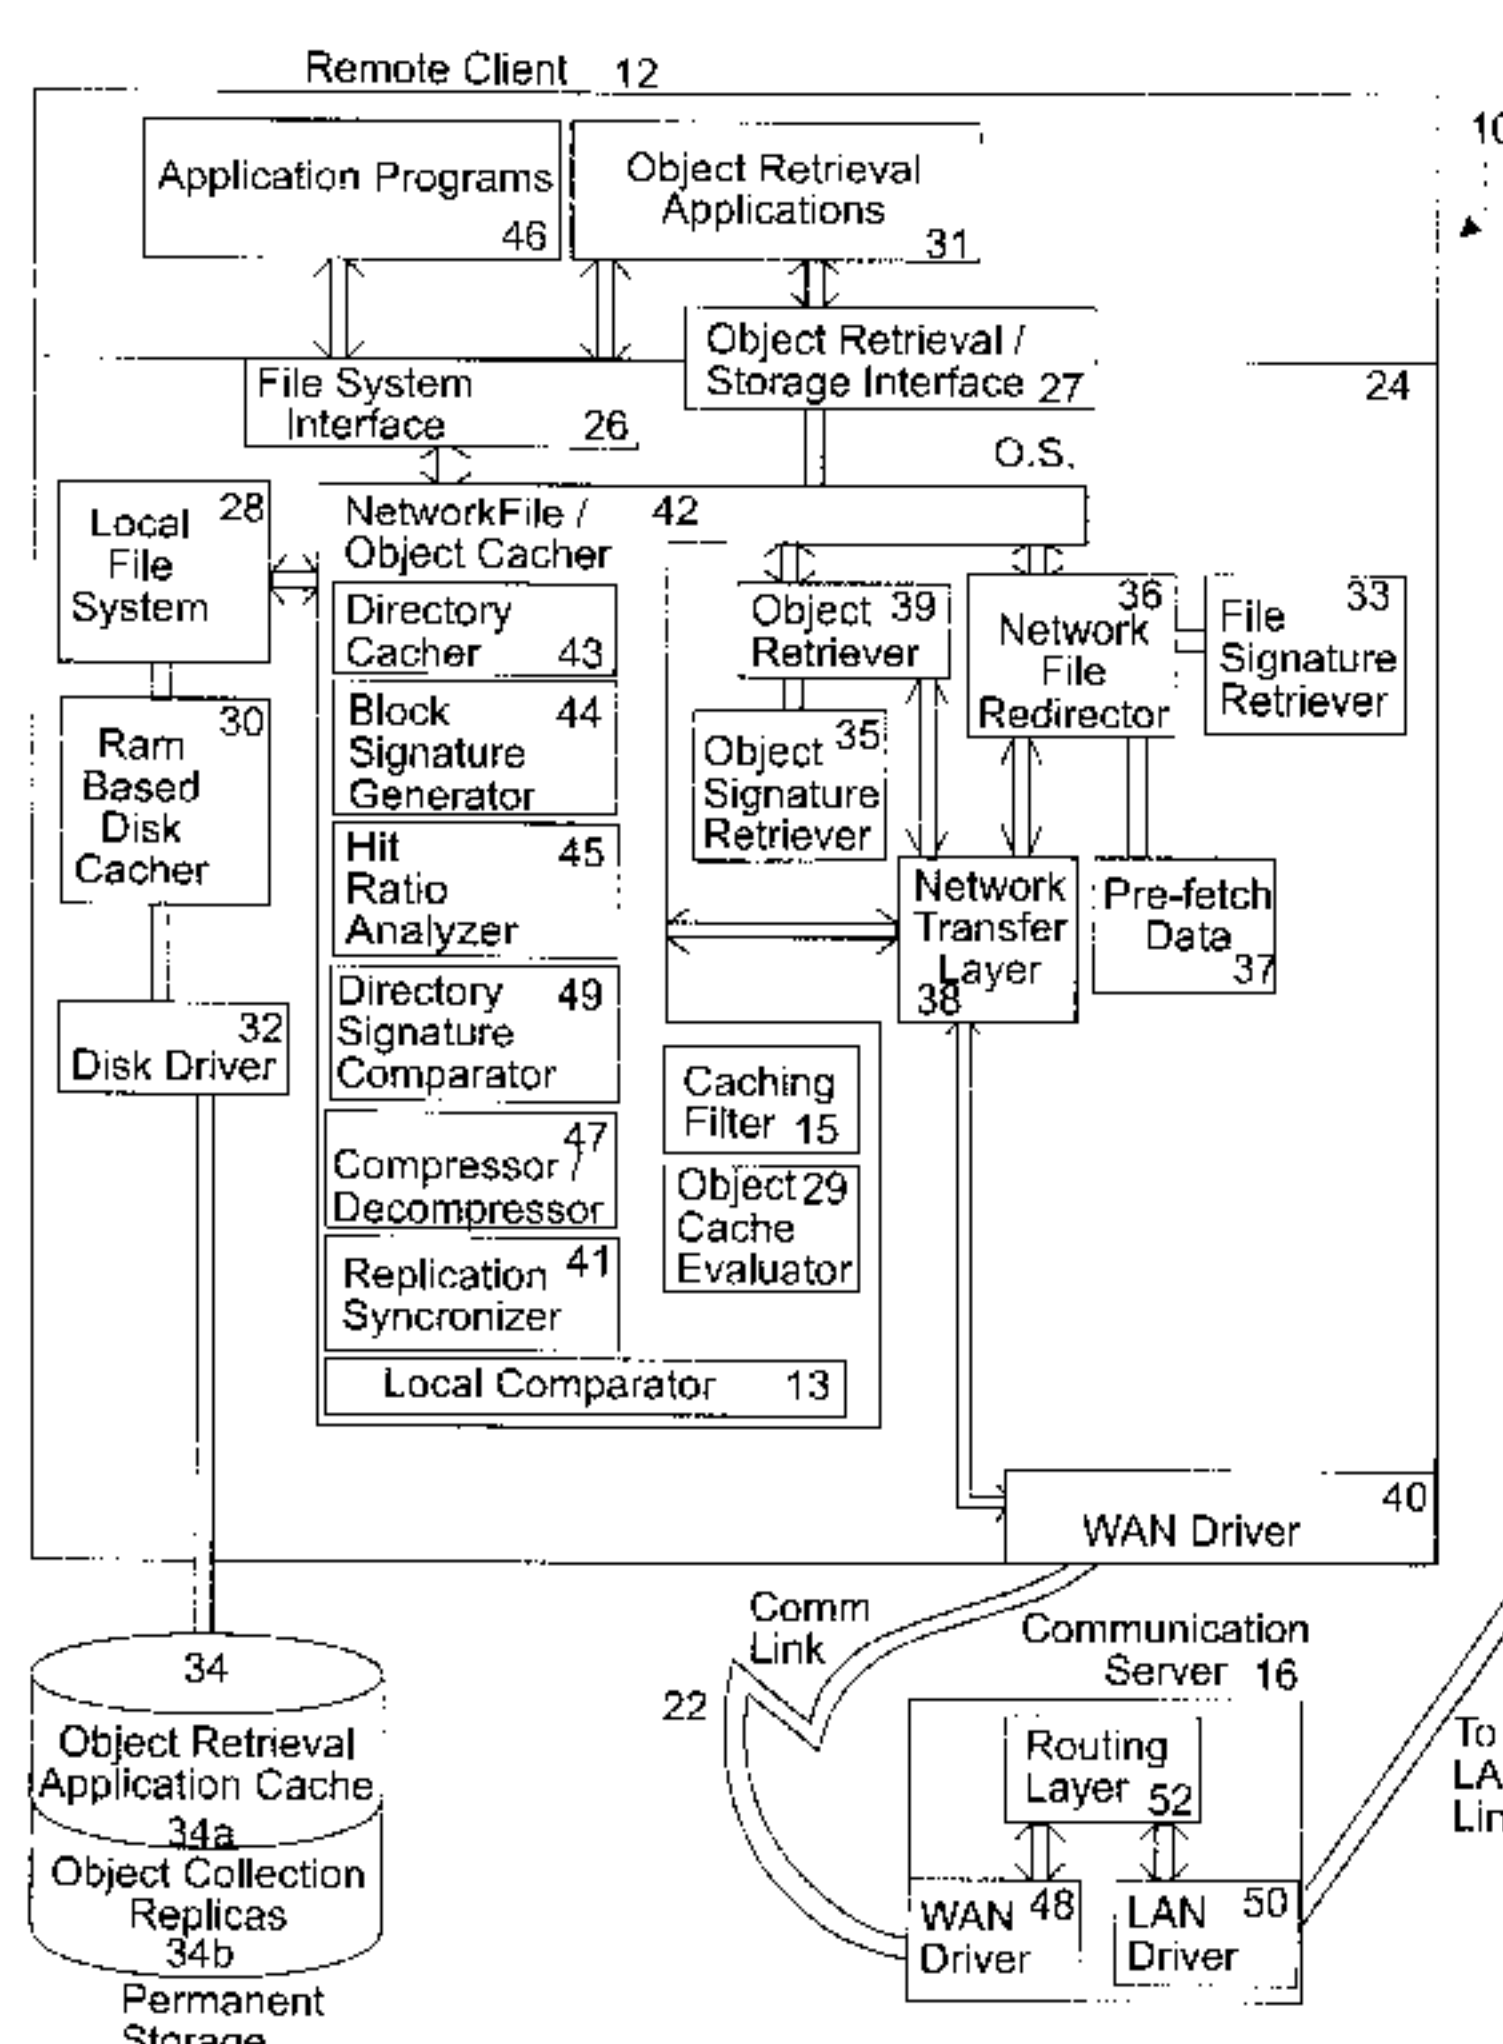 Remote Client 12
10
Application Programs
46
Object Retrieval
Applications
31
Object Retrieval /
Storage Interface 27
24
File System
Interface
26
O.S.
28
Local
File
System
NetworkFile /
Object Cacher
42
Directory
Cacher 43
Block 44
Signature
Generator
Hit 45
Ratio
Analyzer
Directory 49
Signature
Comparator
47
Compressor /
Decompressor
Replication 41
Syncronizer
Local Comparator 13
Object 39
Retriever
36
Network
File
Redirector
33
File
Signature
Retriever
Object 35
Signature
Retriever
30
Ram
Based
Disk
Cacher
Network
Transfer
Layer
38
Pre-fetch
Data
37
32
Disk Driver
Caching
Filter 15
Object 29
Cache
Evaluator
40
WAN Driver
Comm
Link
22
Communication
Server 16
Routing
Layer 52
WAN 48
Driver
LAN 50
Driver
To
34
Object Retrieval
Application Cache
34a
Object Collection
Replicas
34b
Permanent
Storage